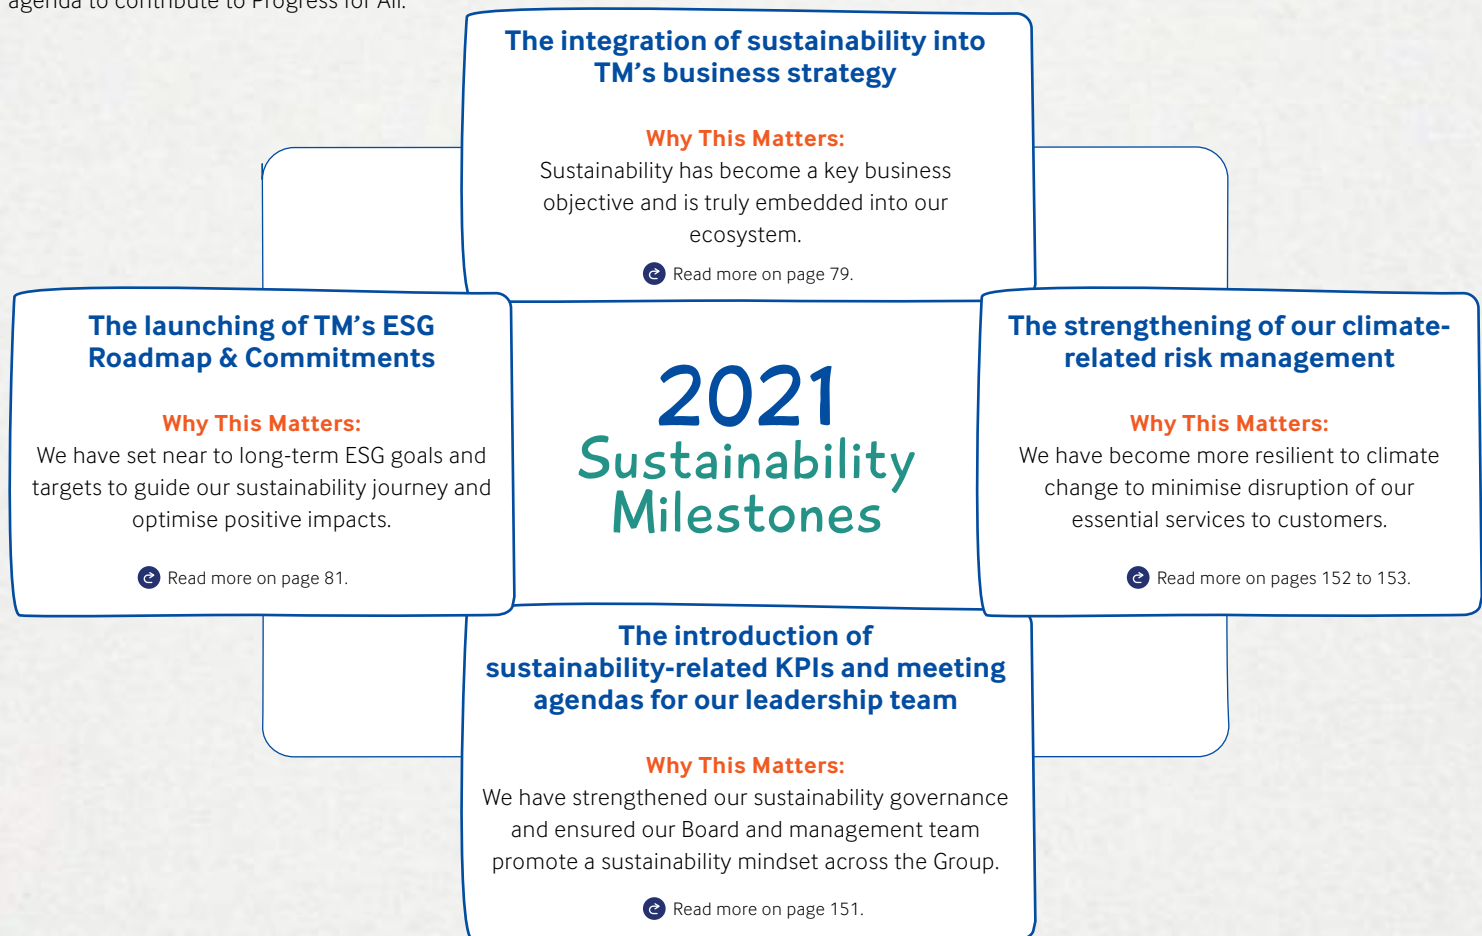 agenda to contribute to Progress for All.
The integration of sustainability into
TM’s business strategy
Why This Matters:
Sustainability has become a key business
objective and is truly embedded into our
ecosystem.
Read more on page 79.
The launching of TM’s ESG
Roadmap & Commitments
Why This Matters:
We have set near to long-term ESG goals and
targets to guide our sustainability journey and
optimise positive impacts.
Read more on page 81.
2021
Sustainability
Milestones
The strengthening of our climate-
related risk management
Why This Matters:
We have become more resilient to climate
change to minimise disruption of our
essential services to customers.
Read more on pages 152 to 153.
The introduction of
sustainability-related KPIs and meeting
agendas for our leadership team
Why This Matters:
We have strengthened our sustainability governance
and ensured our Board and management team
promote a sustainability mindset across the Group.
Read more on page 151.